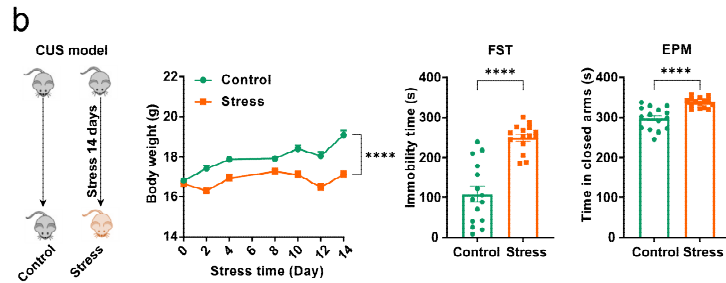 b
CUS model
Stress 14 days
Control
Stress
Body weight (g)
22
20
18
16
14
0
2
4
6
8
10
12
14
Stress time (Day)
Control
Stress
****
FST
****
Immobility time (s)
400
300
200
100
0
Control Stress
EPM
****
Time in closed arms (s)
400
300
200
100
0
Control Stress